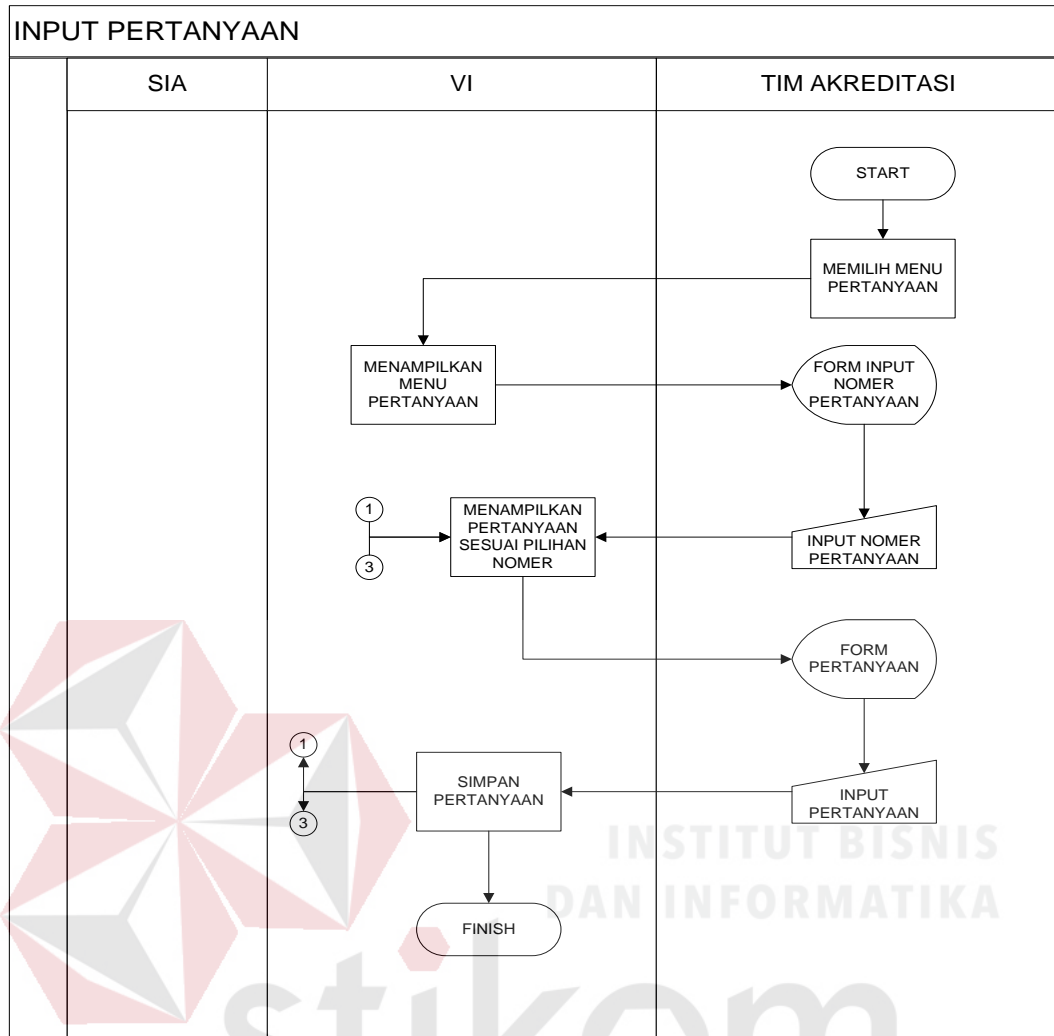 INPUT PERTANYAAN
SIA
VI
TIM AKREDITASI
START
MEMILIH MENU
PERTANYAAN
MENAMPILKAN
MENU
PERTANYAAN
FORM INPUT
NOMER
PERTANYAAN
1
3
MENAMPILKAN
PERTANYAAN
SESUAI PILIHAN
NOMER
INPUT NOMER
PERTANYAAN
FORM
PERTANYAAN
1
3
SIMPAN
PERTANYAAN
INPUT
PERTANYAAN
INSTITUT BISNIS
DAN INFORMATIKA
FINISH
stikom